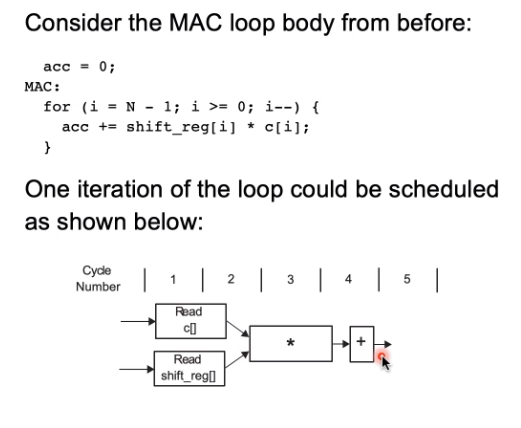 Consider the MAC loop body from before:
acc = 0;
MAC:
for (i = N - 1; i >= 0; i--) {
acc += shift_reg[i] * c[i];
}
One iteration of the loop could be scheduled
as shown below:
Cycle
Number
1 2 3 4 5
Read
c[]
*
+
Read
shift_reg[]